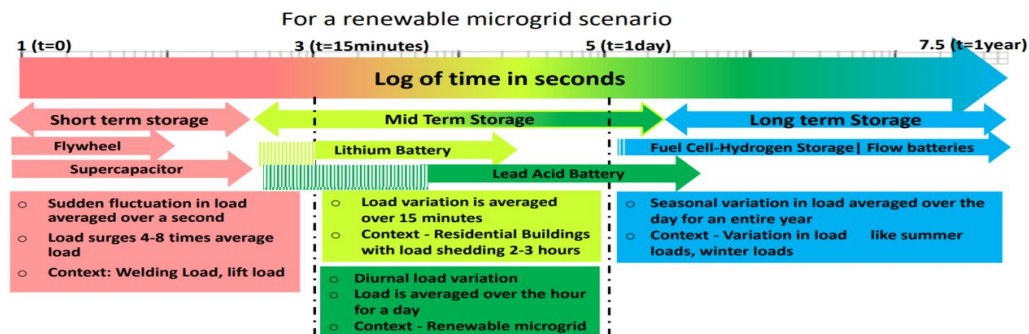 For a renewable microgrid scenario
1 (t=0) 3 (t=15minutes) 5 (t=1day) 7.5 (t=1year)
Log of time in seconds
Short term storage Mid Term Storage Long term Storage
Flywheel Lithium Battery Fuel Cell-Hydrogen Storage| Flow batteries
Supercapacitor Lead Acid Battery
o Sudden fluctuation in load
averaged over a second
o Load surges 4-8 times average
load
o Context: Welding Load, lift load
o Load variation is averaged
over 15 minutes
o Context - Residential Buildings
with load shedding 2-3 hours
o Diurnal load variation
o Load is averaged over the hour
for a day
o Context - Renewable microgrid
o Seasonal variation in load averaged over the
day for an entire year
o Context - Variation in load like summer
loads, winter loads